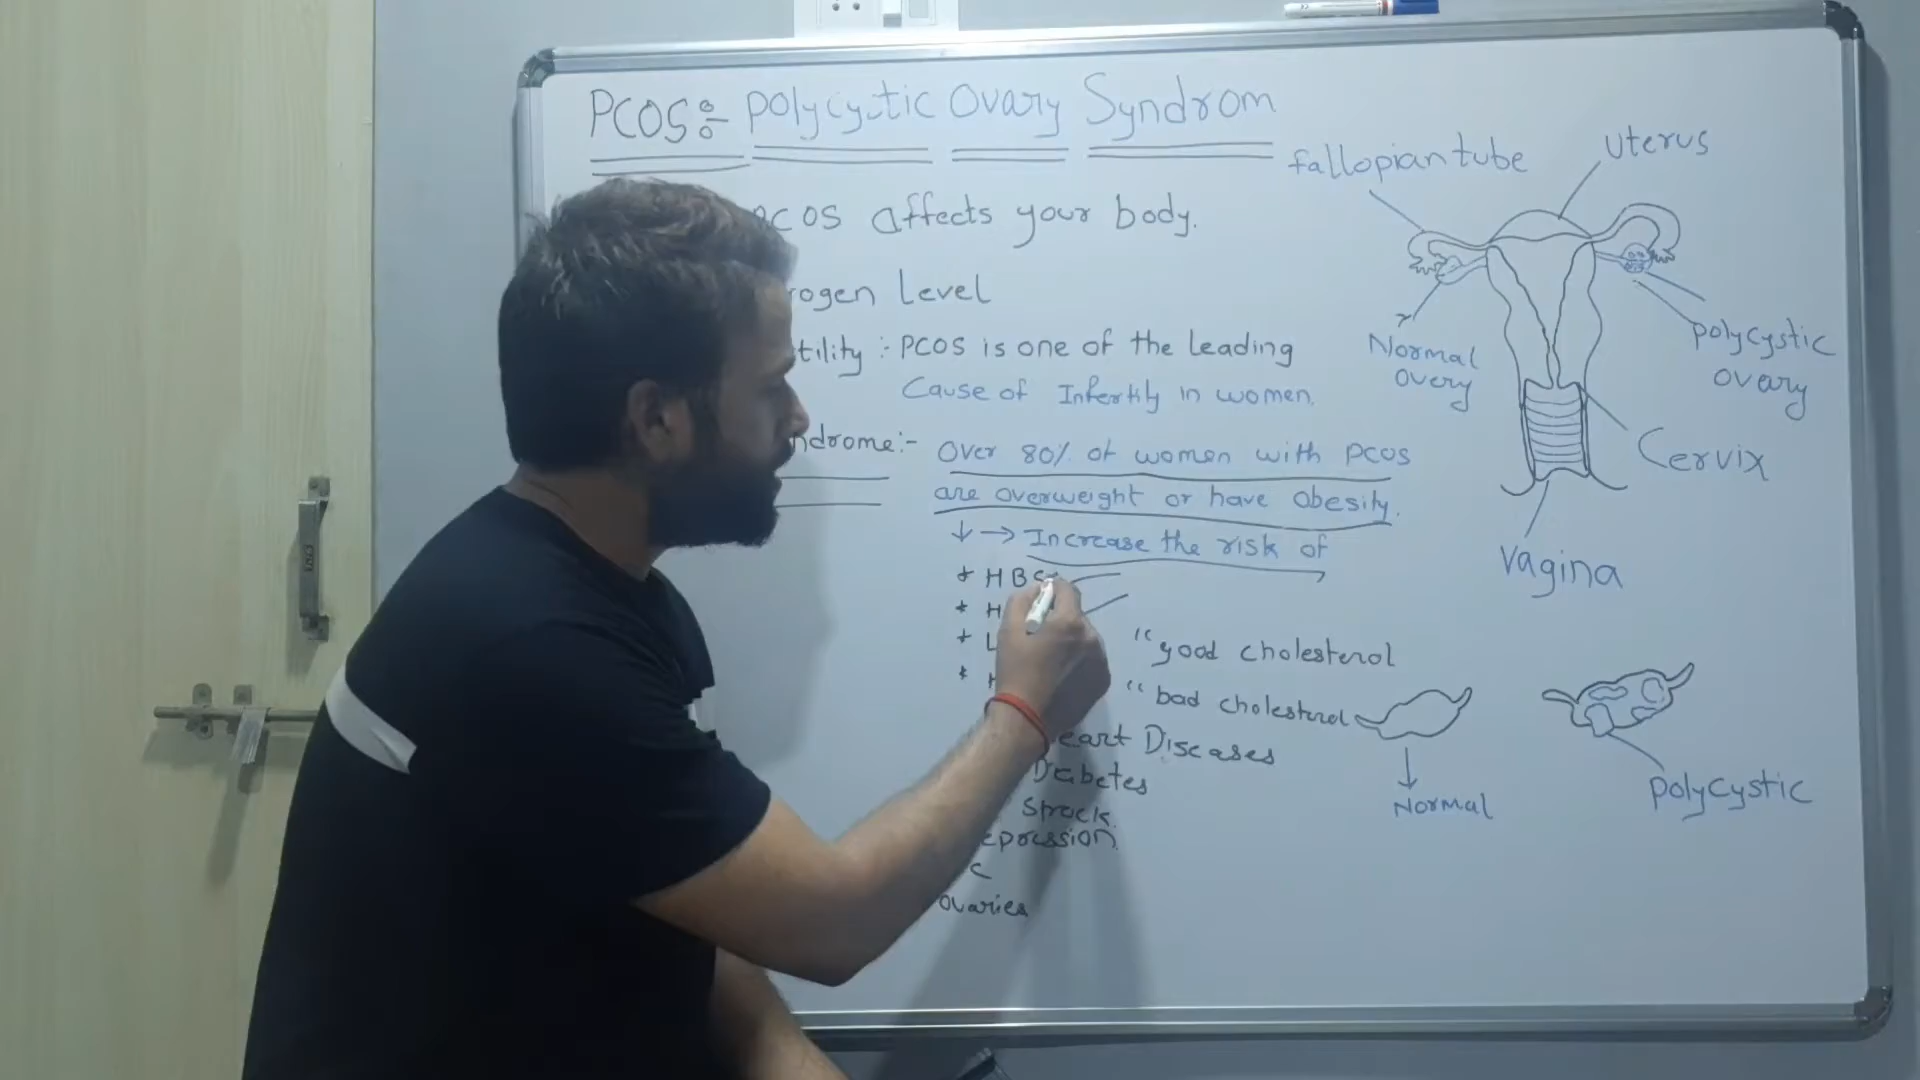 PCOS:- Polycystic Ovary Syndrom
PCOS affects your body.
rogen Level
tility :- PCOS is one of the Leading
Cause of Infertily in women.
ndrome:-
Over 80% of women with PCOS
are overweight or have obesity.
↓ → Increase the risk of
* HBS
* H
* L "good cholesterol
* H "bad cholesterol
eart Diseases
Diabetes
Strock.
epression
c
ovaries
fallopian tube
Uterus
Normal
Overy
Polycystic
Ovary
Cervix
Vagina
Normal
Polycystic